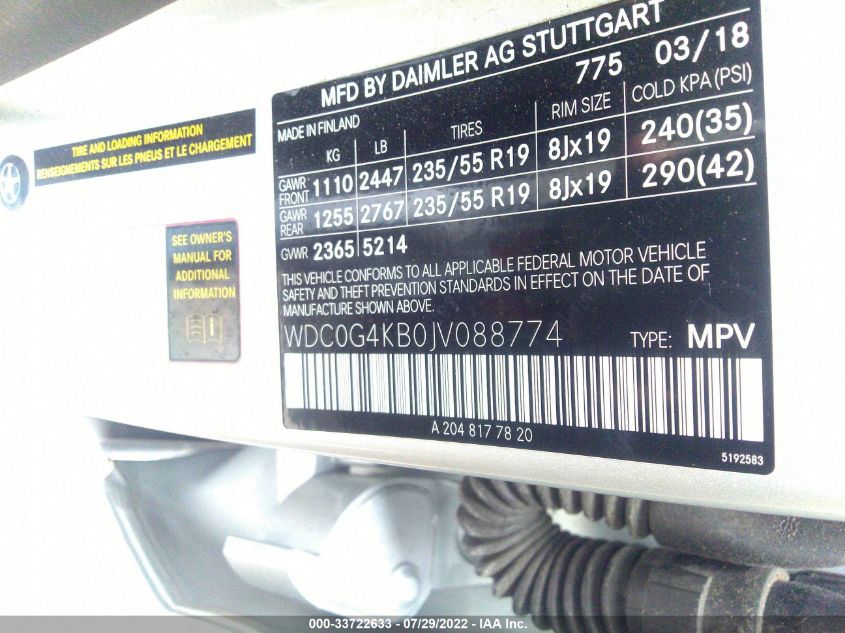 MFD BY DAIMLER AG STUTTGART
775 03/18
MADE IN FINLAND
KG LB TIRES RIM SIZE COLD KPA (PSI)
GAWR FRONT 1110 2447 235/55 R19 8Jx19 240(35)
GAWR REAR 1255 2767 235/55 R19 8Jx19 290(42)
GVWR 2365 5214
THIS VEHICLE CONFORMS TO ALL APPLICABLE FEDERAL MOTOR VEHICLE
SAFETY AND THEFT PREVENTION STANDARDS IN EFFECT ON THE DATE OF
MANUFACTURE SHOWN ABOVE.
WDC0G4KB0JV088774 TYPE: MPV
A 204 817 78 20
5192583
TIRE AND LOADING INFORMATION
RENSEIGNEMENTS SUR LES PNEUS ET LE CHARGEMENT
SEE OWNER'S
MANUAL FOR
ADDITIONAL
INFORMATION
i
000-33722633 - 07/29/2022 - IAA Inc.